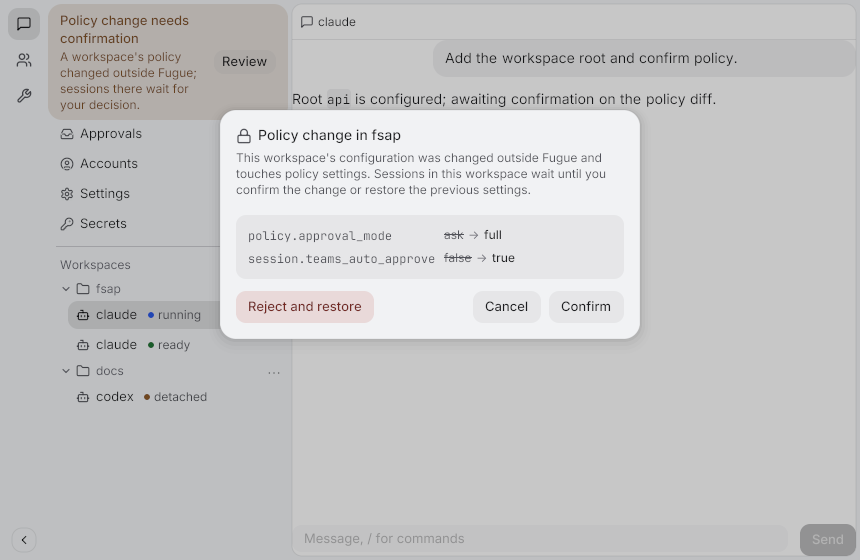 Policy change needs
confirmation
A workspace's policy
changed outside Fugue;
sessions there wait for
your decision.
Review
Approvals
Accounts
Settings
Secrets
Workspaces
fsap
claude running
claude ready
docs ...
codex detached
claude
Add the workspace root and confirm policy.
Root api is configured; awaiting confirmation on the policy diff.
Policy change in fsap
This workspace's configuration was changed outside Fugue and
touches policy settings. Sessions in this workspace wait until you
confirm the change or restore the previous settings.
policy.approval_mode ask → full
session.teams_auto_approve false → true
Reject and restore Cancel Confirm
Message, / for commands Send